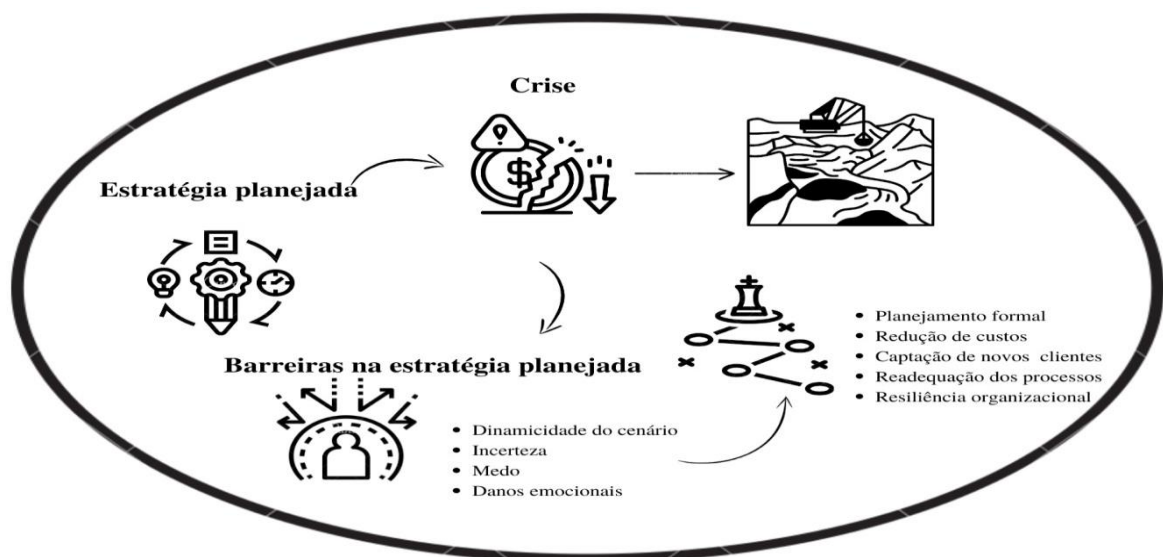 Crise
Estratégia planejada
Barreiras na estratégia planejada
• Dinamicidade do cenário
• Incerteza
• Medo
• Danos emocionais
• Planejamento formal
• Redução de custos
• Captação de novos clientes
• Readequação dos processos
• Resiliência organizacional